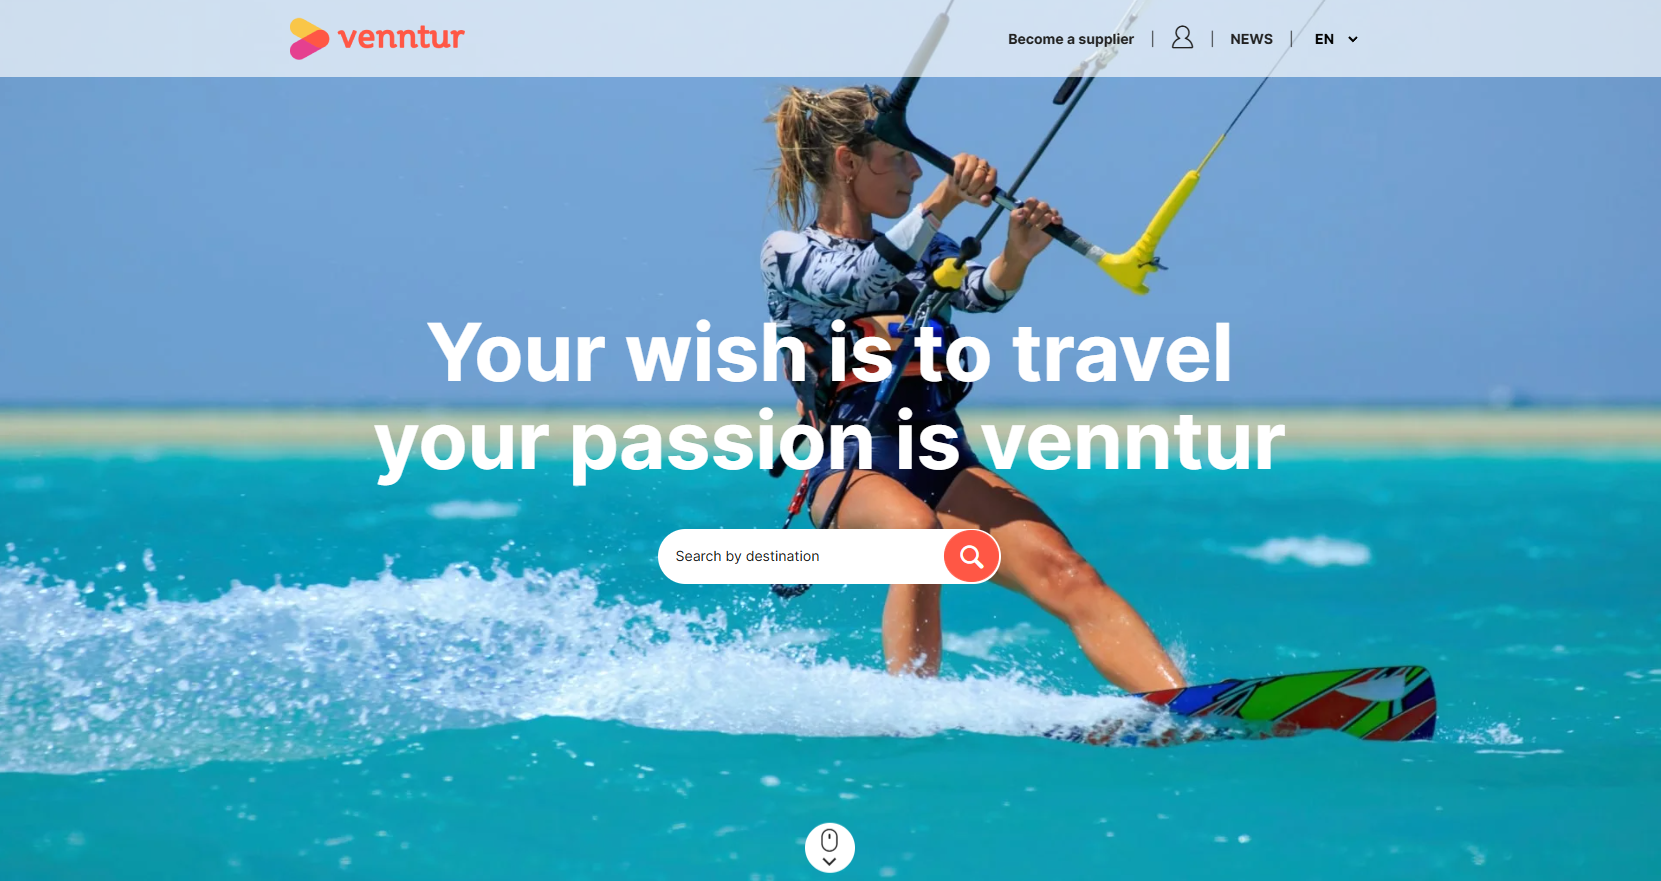 venntur
Become a supplier | | NEWS | EN
Your wish is to travel
your passion is venntur
Search by destination